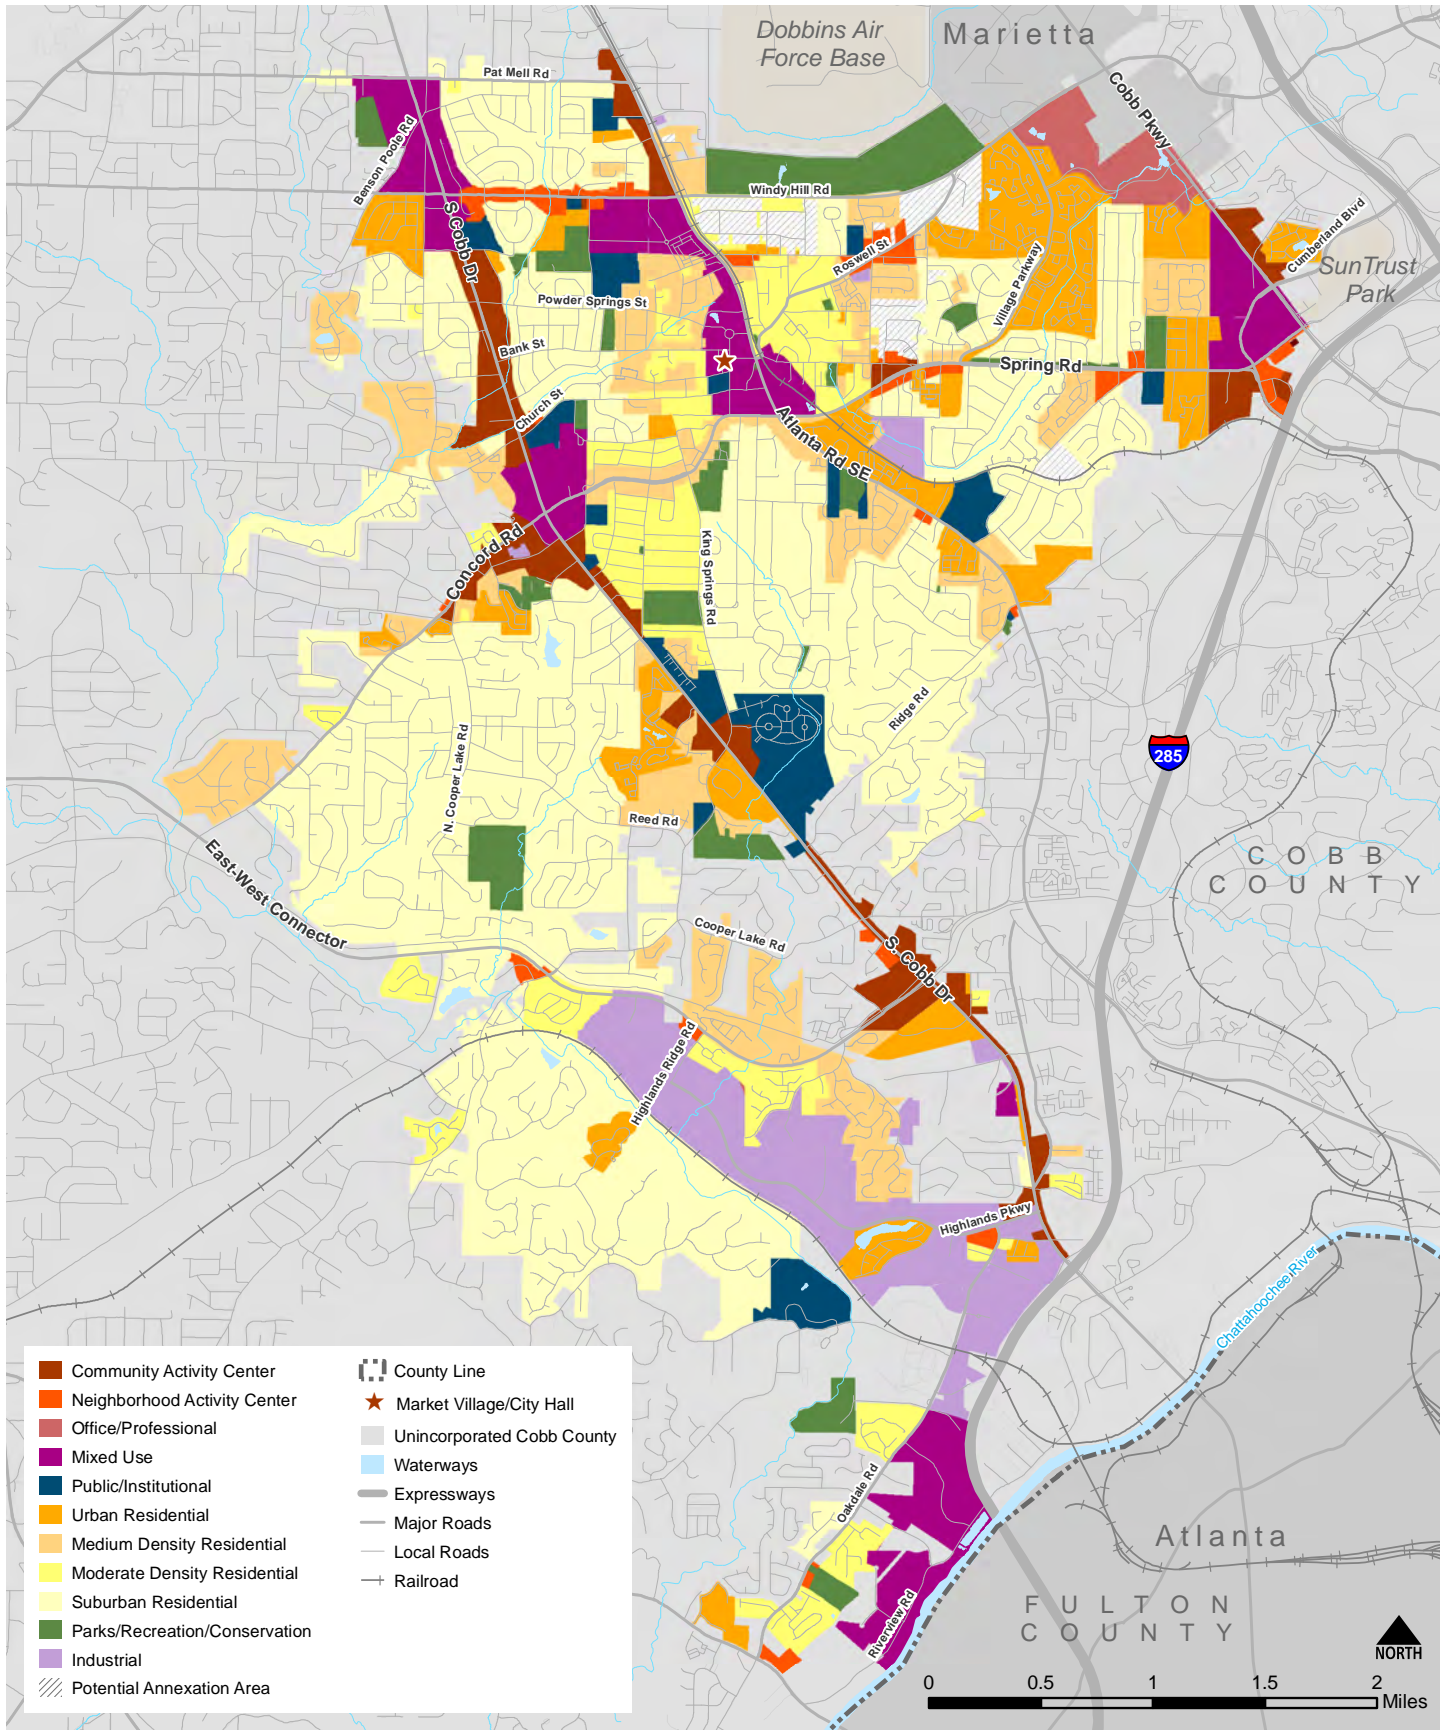 Dobbins Air
Force Base
Marietta
Pat Mell Rd
Cobb Pkwy
Benson Poole Rd
Windy Hill Rd
S Cobb Dr
Roswell St
Village Parkway
Cumberland Blvd
SunTrust
Park
Powder Springs St
Bank St
Spring Rd
Church St
Atlanta Rd SE
Concord Rd
King Springs Rd
Ridge Rd
N. Cooper Lake Rd
285
Reed Rd
East-West Connector
COBB
COUNTY
Cooper Lake Rd
S. Cobb Dr
Highlands Ridge Rd
Highlands Pkwy
Chattahoochee River
Oakdale Rd
Riverview Rd
Atlanta
FULTON
COUNTY
NORTH
0 0.5 1 1.5 2
Miles
Community Activity Center
Neighborhood Activity Center
Office/Professional
Mixed Use
Public/Institutional
Urban Residential
Medium Density Residential
Moderate Density Residential
Suburban Residential
Parks/Recreation/Conservation
Industrial
Potential Annexation Area
County Line
Market Village/City Hall
Unincorporated Cobb County
Waterways
Expressways
Major Roads
Local Roads
Railroad